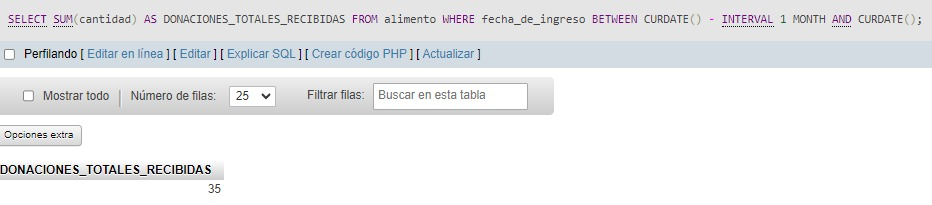 SELECT SUM(cantidad) AS DONACIONES_TOTALES_RECIBIDAS FROM alimento WHERE fecha_de_ingreso BETWEEN CURDATE() - INTERVAL 1 MONTH AND CURDATE();
Perfilando [ Editar en línea ] [ Editar ] [ Explicar SQL ] [ Crear código PHP ] [ Actualizar ]
Mostrar todo | Número de filas: 25 Filtrar filas: Buscar en esta tabla
Opciones extra
DONACIONES_TOTALES_RECIBIDAS
35